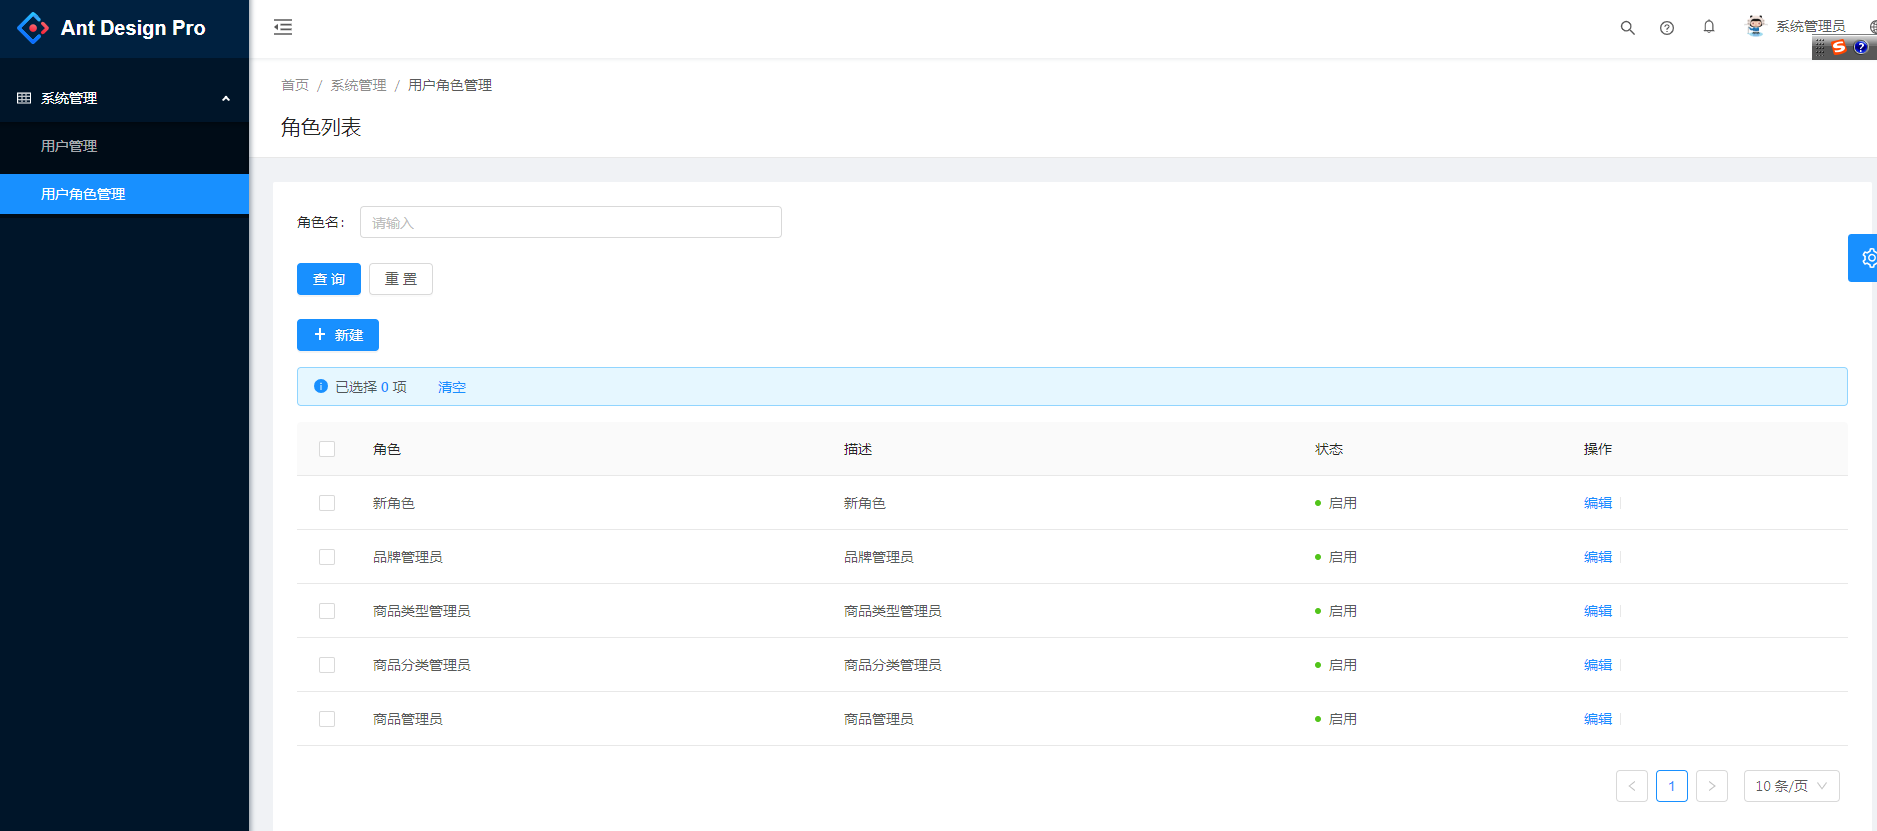 Ant Design Pro
系统管理员
系统管理
用户管理
用户角色管理
首页 / 系统管理 / 用户角色管理
角色列表
角色名:
请输入
查 询
重 置
+ 新建
已选择 0 项 清空
角色 描述 状态 操作
新角色 新角色 启用 编辑
品牌管理员 品牌管理员 启用 编辑
商品类型管理员 商品类型管理员 启用 编辑
商品分类管理员 商品分类管理员 启用 编辑
商品管理员 商品管理员 启用 编辑
< 1 > 10 条/页